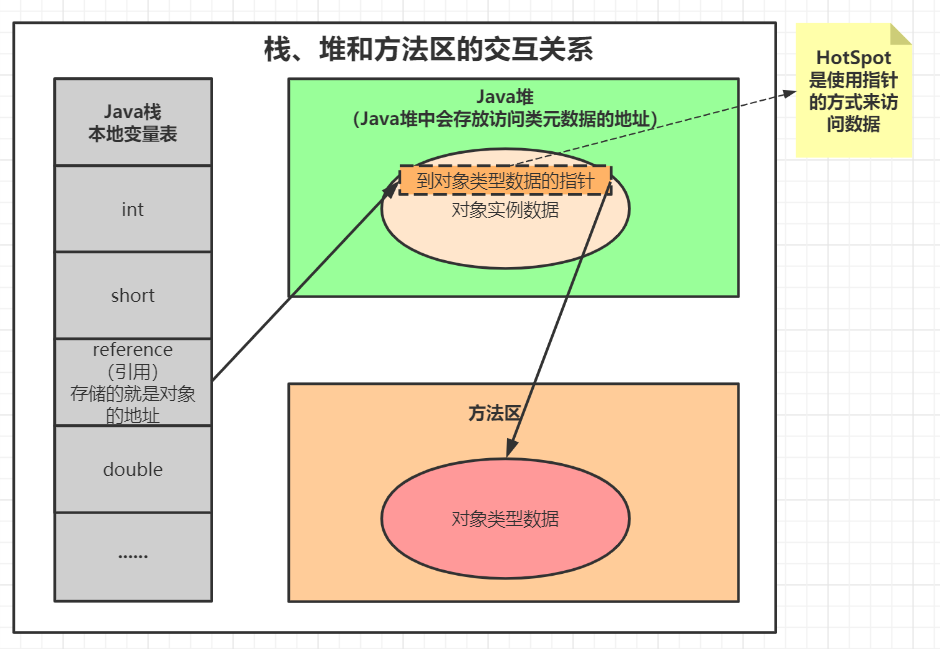 栈、堆和方法区的交互关系
Java栈
本地变量表
int
short
reference
（引用）
存储的就是对象
的地址
double
......
Java堆
（Java堆中会存放访问类元数据的地址）
到对象类型数据的指针
对象实例数据
方法区
对象类型数据
HotSpot
是使用指针
的方式来访
问数据